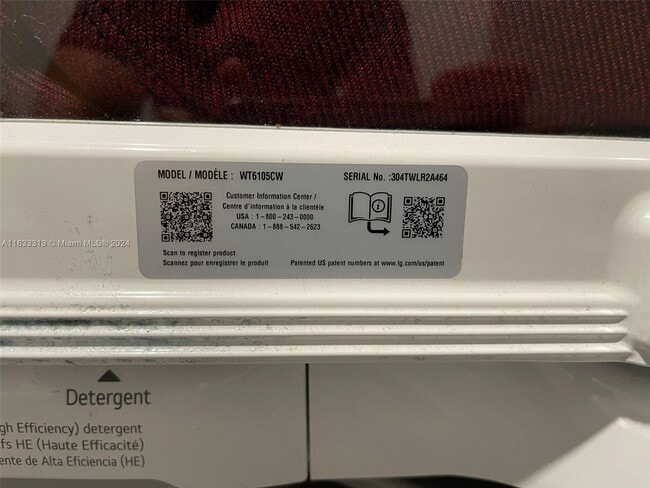 MODEL / MODÈLE : WT6105CW
SERIAL No. :304TWLR2A464
Customer Information Center /
Centre d'information à la clientéle
USA : 1-800-243-0000
CANADA : 1-888-542-2623
Scan to register product
Scannez pour enregistrer le produit
Patented US patent numbers at www.lg.com/us/patent
A11633313 © Miami MLS® 2024
Detergent
gh Efficiency) detergent
fs HE (Haute Efficacité)
ente de Alta Eficiencia (HE)